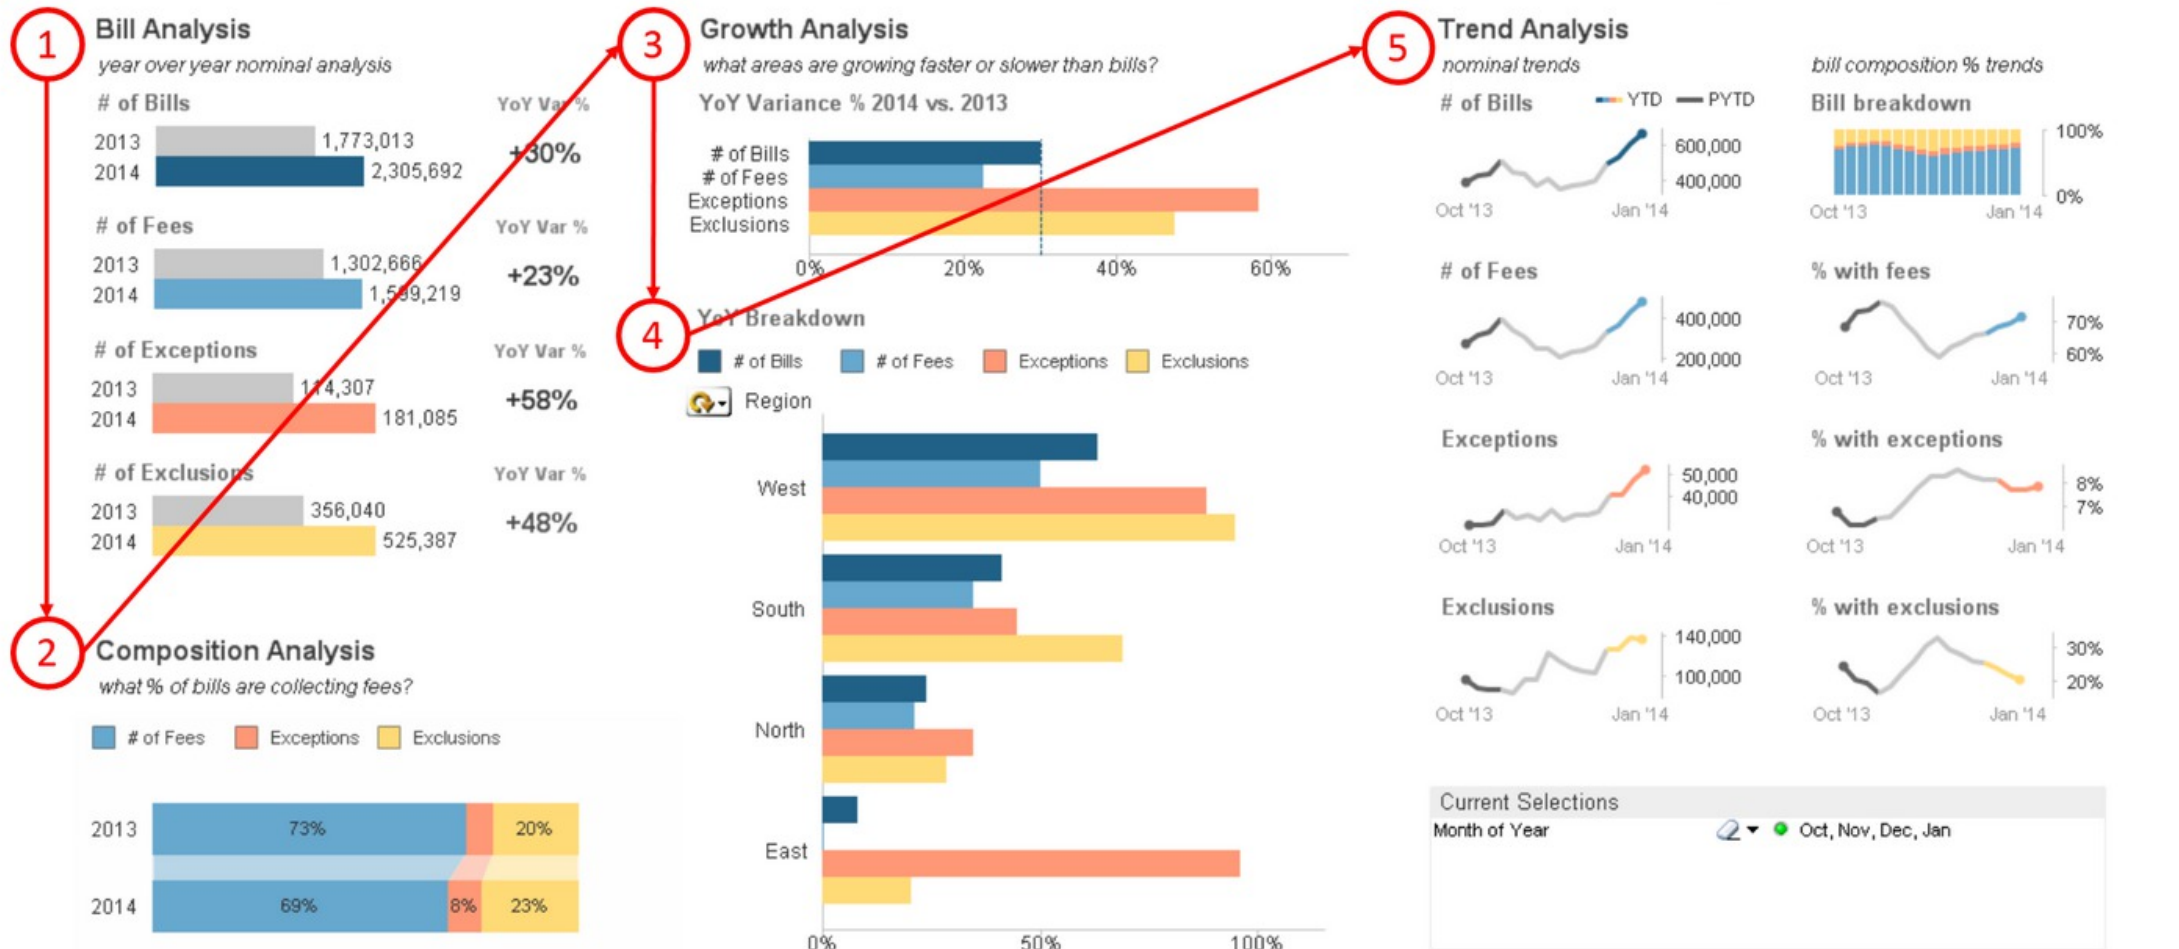 1
Bill Analysis
year over year nominal analysis
# of Bills
YoY Var %
2013 1,773,013
2014 2,305,692
+30%
# of Fees
YoY Var %
2013 1,302,666
2014 1,599,219
+23%
# of Exceptions
YoY Var %
2013 114,307
2014 181,085
+58%
# of Exclusions
YoY Var %
2013 356,040
2014 525,387
+48%
2
Composition Analysis
what % of bills are collecting fees?
# of Fees Exceptions Exclusions
2013 73% 20%
2014 69% 8% 23%
3
Growth Analysis
what areas are growing faster or slower than bills?
YoY Variance % 2014 vs. 2013
# of Bills
# of Fees
Exceptions
Exclusions
0% 20% 40% 60%
4
YoY Breakdown
# of Bills # of Fees Exceptions Exclusions
Region
West
South
North
East
0% 50% 100%
5
Trend Analysis
nominal trends
# of Bills
YTD PYTD
600,000
400,000
Oct '13 Jan '14
# of Fees
400,000
200,000
Oct '13 Jan '14
Exceptions
50,000
40,000
Oct '13 Jan '14
Exclusions
140,000
100,000
Oct '13 Jan '14
bill composition % trends
Bill breakdown
100%
0%
Oct '13 Jan '14
% with fees
70%
60%
Oct '13 Jan '14
% with exceptions
8%
7%
Oct '13 Jan '14
% with exclusions
30%
20%
Oct '13 Jan '14
Current Selections
Month of Year Oct, Nov, Dec, Jan